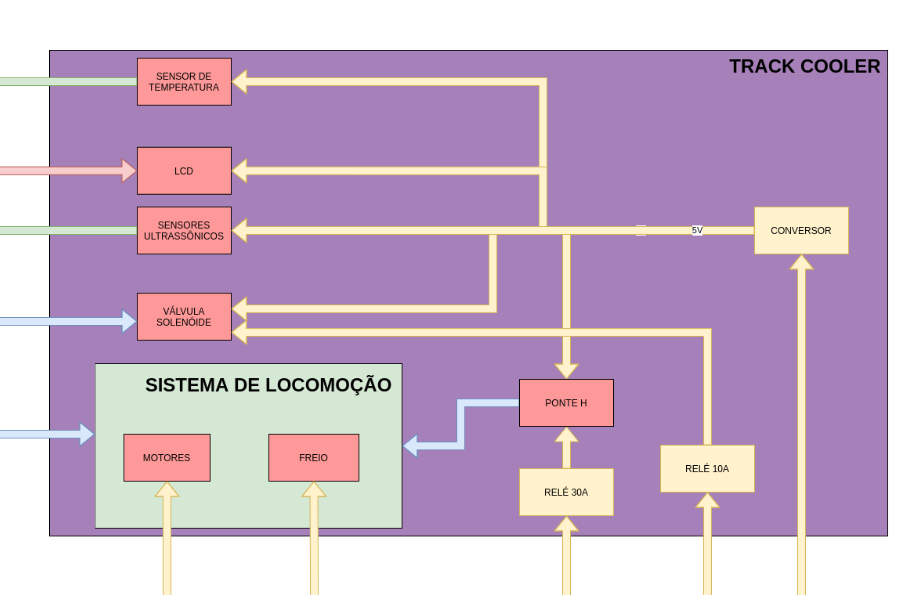 TRACK COOLER
SENSOR DE
TEMPERATURA
LCD
SENSORES
ULTRASSÔNICOS
5V
CONVERSOR
VÁLVULA
SOLENÓIDE
SISTEMA DE LOCOMOÇÃO
PONTE H
MOTORES
FREIO
RELÉ 10A
RELÉ 30A